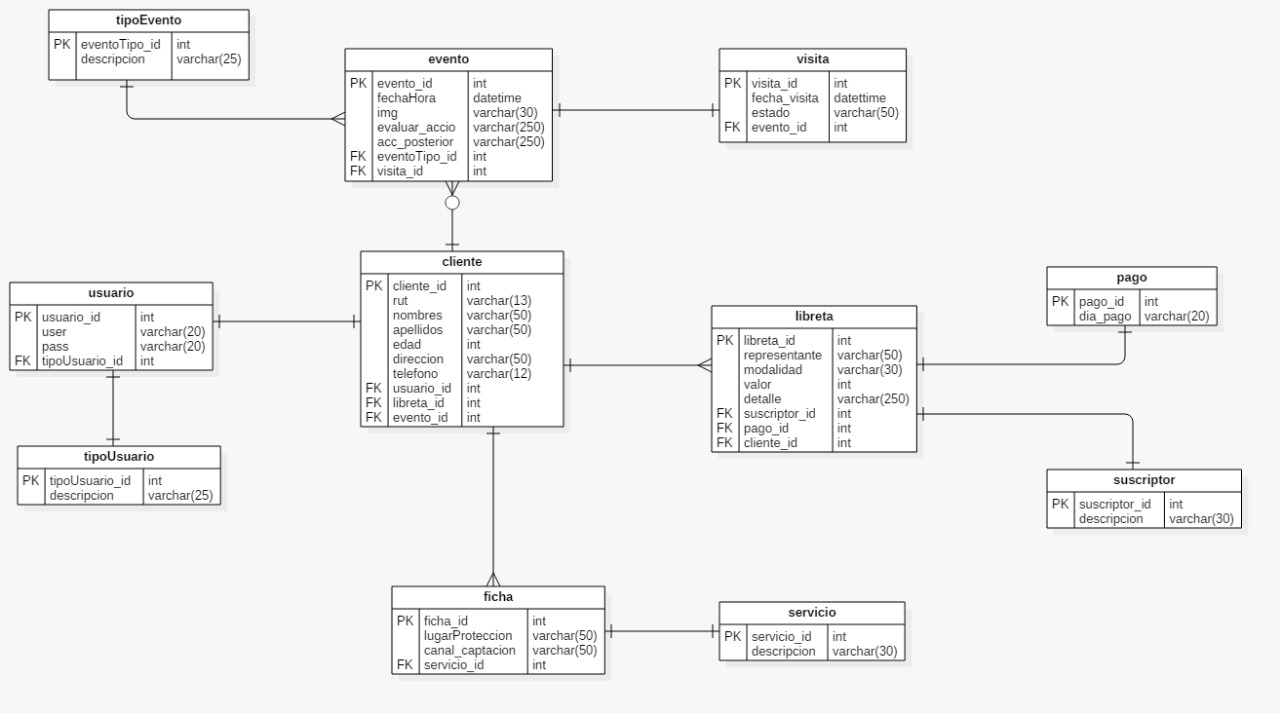 tipoEvento
PK eventoTipo_id int
descripcion varchar(25)
evento
PK evento_id int
fechaHora datetime
img varchar(30)
evaluar_accio varchar(250)
acc_posterior varchar(250)
FK eventoTipo_id int
FK visita_id int
visita
PK visita_id int
fecha_visita datettime
estado varchar(50)
FK evento_id int
cliente
PK cliente_id int
rut varchar(13)
nombres varchar(50)
apellidos varchar(50)
edad int
direccion varchar(50)
telefono varchar(12)
FK usuario_id int
FK libreta_id int
FK evento_id int
usuario
PK usuario_id int
user varchar(20)
pass varchar(20)
FK tipoUsuario_id int
tipoUsuario
PK tipoUsuario_id int
descripcion varchar(25)
libreta
PK libreta_id int
representante varchar(50)
modalidad varchar(30)
valor int
detalle varchar(250)
FK suscriptor_id int
FK pago_id int
FK cliente_id int
pago
PK pago_id int
dia_pago varchar(20)
suscriptor
PK suscriptor_id int
descripcion varchar(30)
ficha
PK ficha_id int
lugarProteccion varchar(50)
canal_captacion varchar(50)
FK servicio_id int
servicio
PK servicio_id int
descripcion varchar(30)